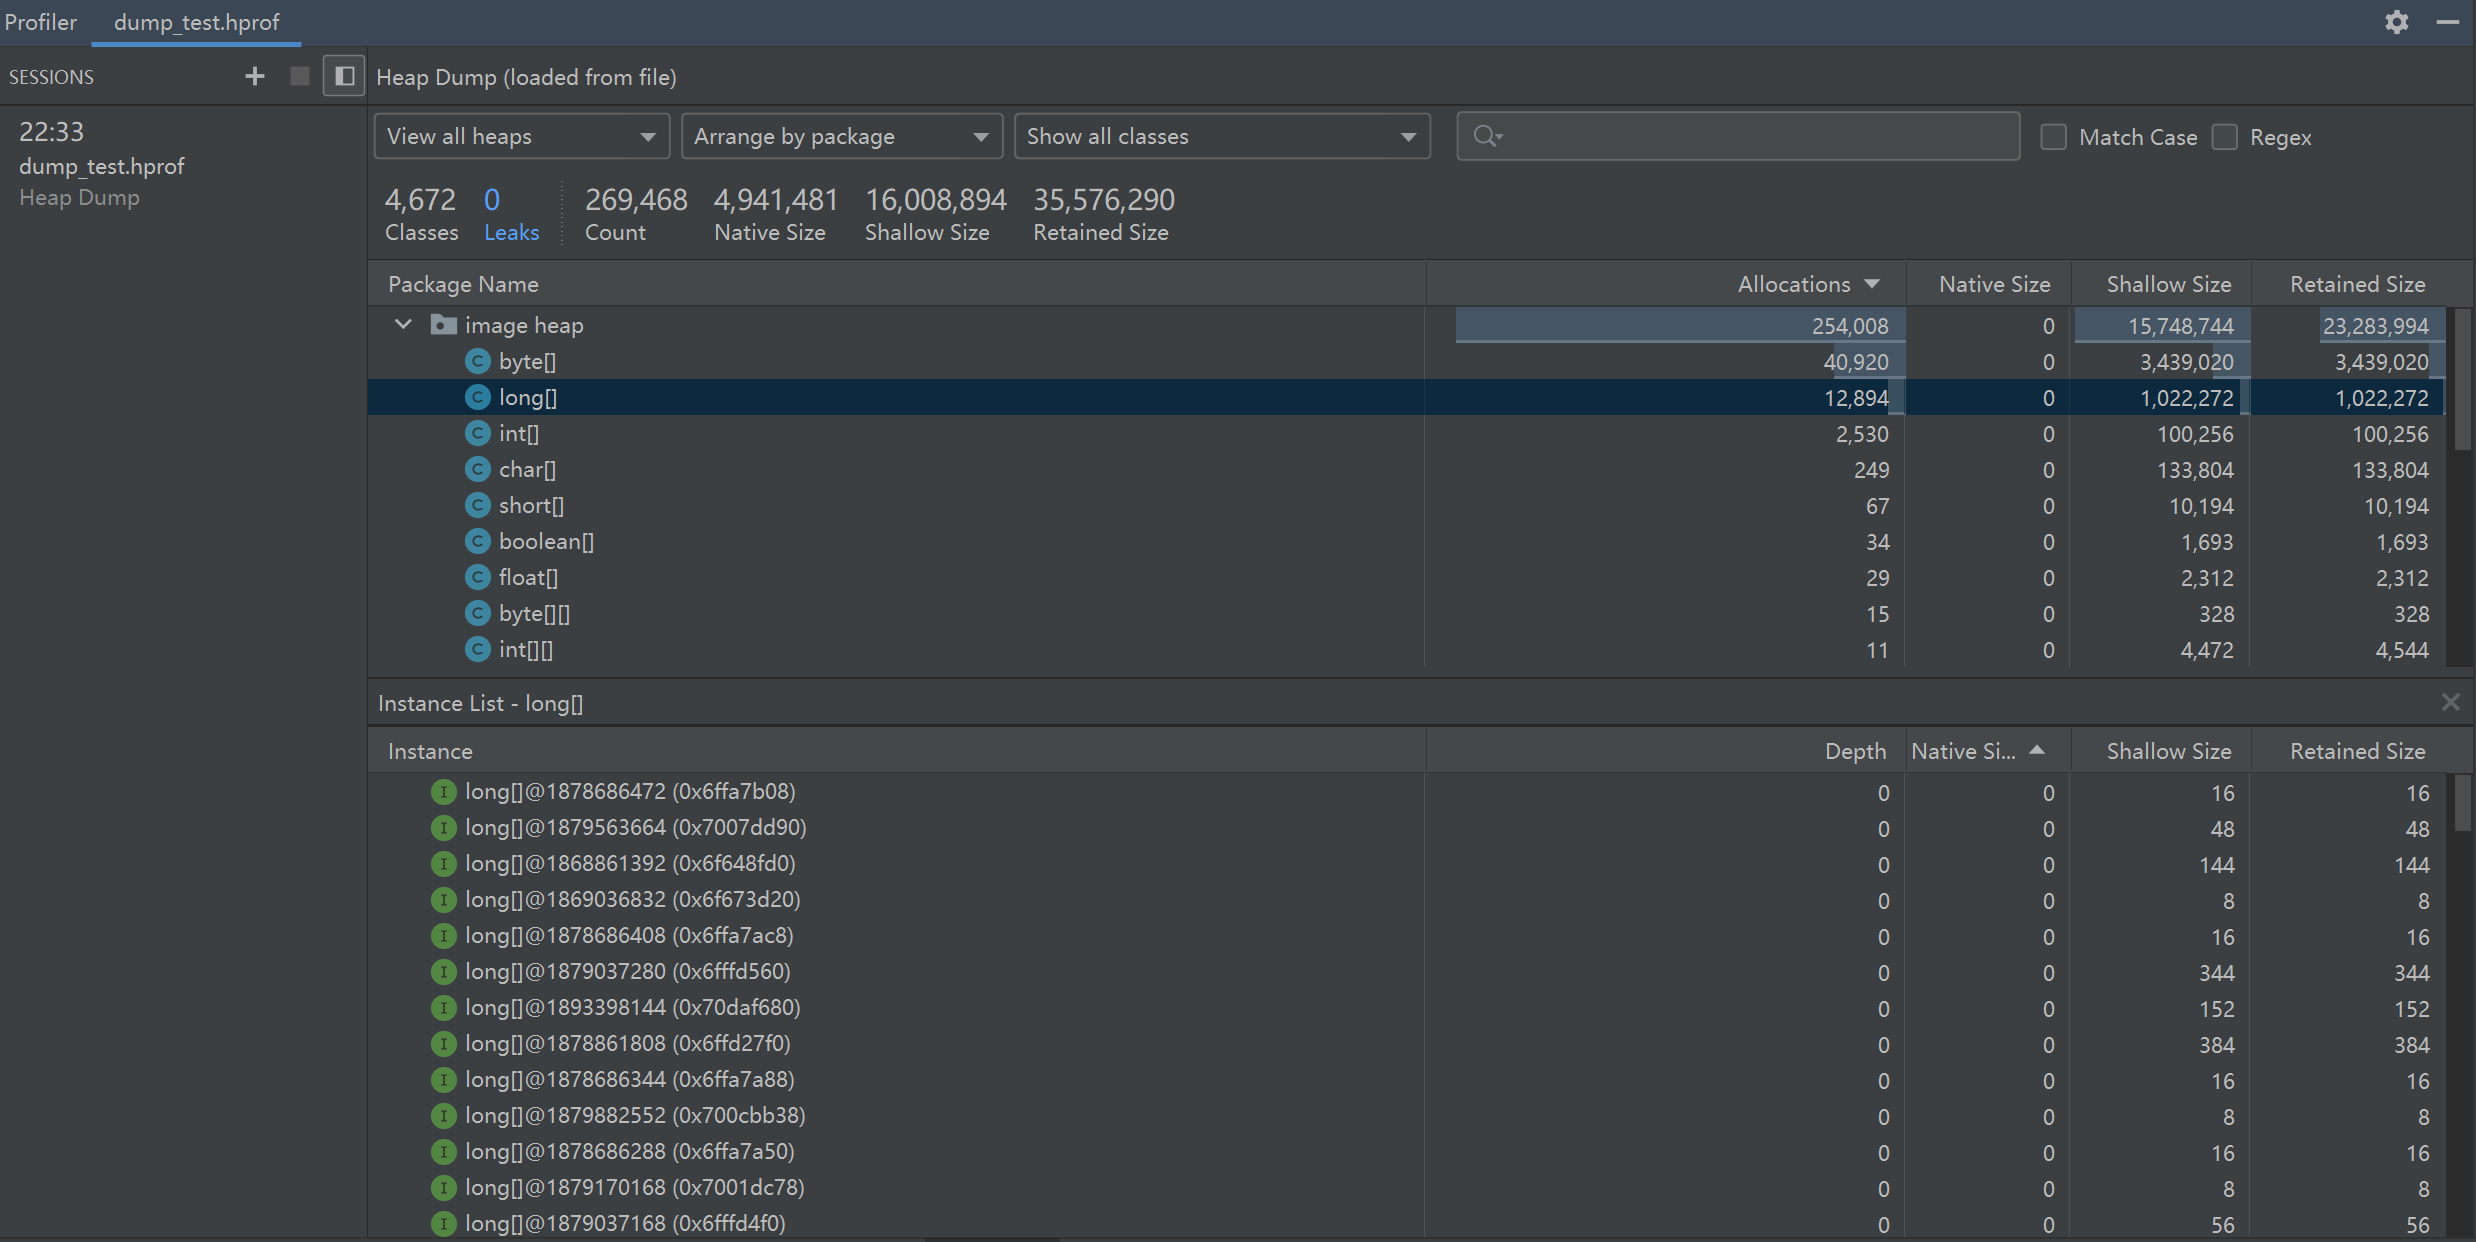 Profiler dump_test.hprof
SESSIONS
Heap Dump (loaded from file)
22:33
dump_test.hprof
Heap Dump
View all heaps Arrange by package Show all classes Match Case Regex
4,672 0 269,468 4,941,481 16,008,894 35,576,290
Classes Leaks Count Native Size Shallow Size Retained Size
Package Name Allocations Native Size Shallow Size Retained Size
image heap 254,008 0 15,748,744 23,283,994
byte[] 40,920 0 3,439,020 3,439,020
long[] 12,894 0 1,022,272 1,022,272
int[] 2,530 0 100,256 100,256
char[] 249 0 133,804 133,804
short[] 67 0 10,194 10,194
boolean[] 34 0 1,693 1,693
float[] 29 0 2,312 2,312
byte[][] 15 0 328 328
int[][] 11 0 4,472 4,544
Instance List - long[]
Instance Depth Native Si... Shallow Size Retained Size
long[]@1878686472 (0x6ffa7b08) 0 0 16 16
long[]@1879563664 (0x7007dd90) 0 0 48 48
long[]@1868861392 (0x6f648fd0) 0 0 144 144
long[]@1869036832 (0x6f673d20) 0 0 8 8
long[]@1878686408 (0x6ffa7ac8) 0 0 16 16
long[]@1879037280 (0x6fffd560) 0 0 344 344
long[]@1893398144 (0x70daf680) 0 0 152 152
long[]@1878861808 (0x6ffd27f0) 0 0 384 384
long[]@1878686344 (0x6ffa7a88) 0 0 16 16
long[]@1879882552 (0x700cbb38) 0 0 8 8
long[]@1878686288 (0x6ffa7a50) 0 0 16 16
long[]@1879170168 (0x7001dc78) 0 0 8 8
long[]@1879037168 (0x6fffd4f0) 0 0 56 56